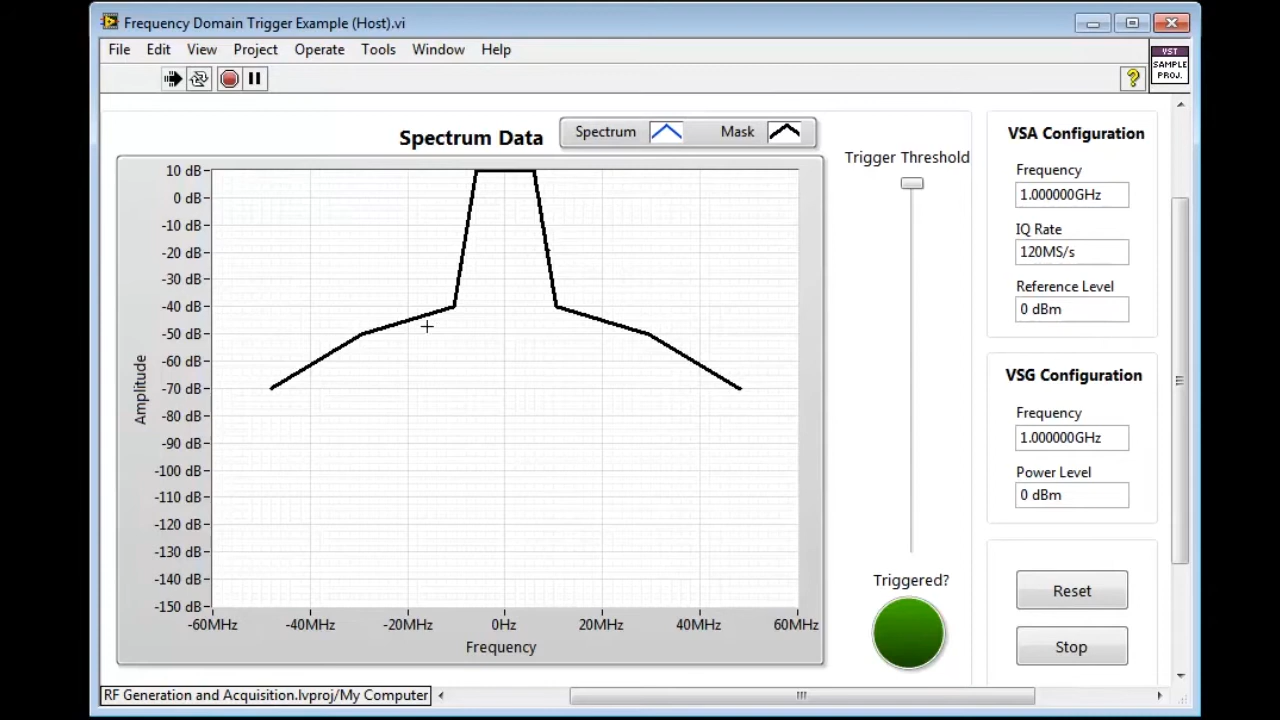 Frequency Domain Trigger Example (Host).vi
File Edit View Project Operate Tools Window Help
?
VST
SAMPLE
PROJ.
Spectrum Data
Spectrum Mask
10 dB
0 dB
-10 dB
-20 dB
-30 dB
-40 dB
-50 dB
-60 dB
-70 dB
-80 dB
-90 dB
-100 dB
-110 dB
-120 dB
-130 dB
-140 dB
-150 dB
Amplitude
-60MHz -40MHz -20MHz 0Hz 20MHz 40MHz 60MHz
Frequency
Trigger Threshold
Triggered?
VSA Configuration
Frequency
1.000000GHz
IQ Rate
120MS/s
Reference Level
0 dBm
VSG Configuration
Frequency
1.000000GHz
Power Level
0 dBm
Reset
Stop
RF Generation and Acquisition.lvproj/My Computer